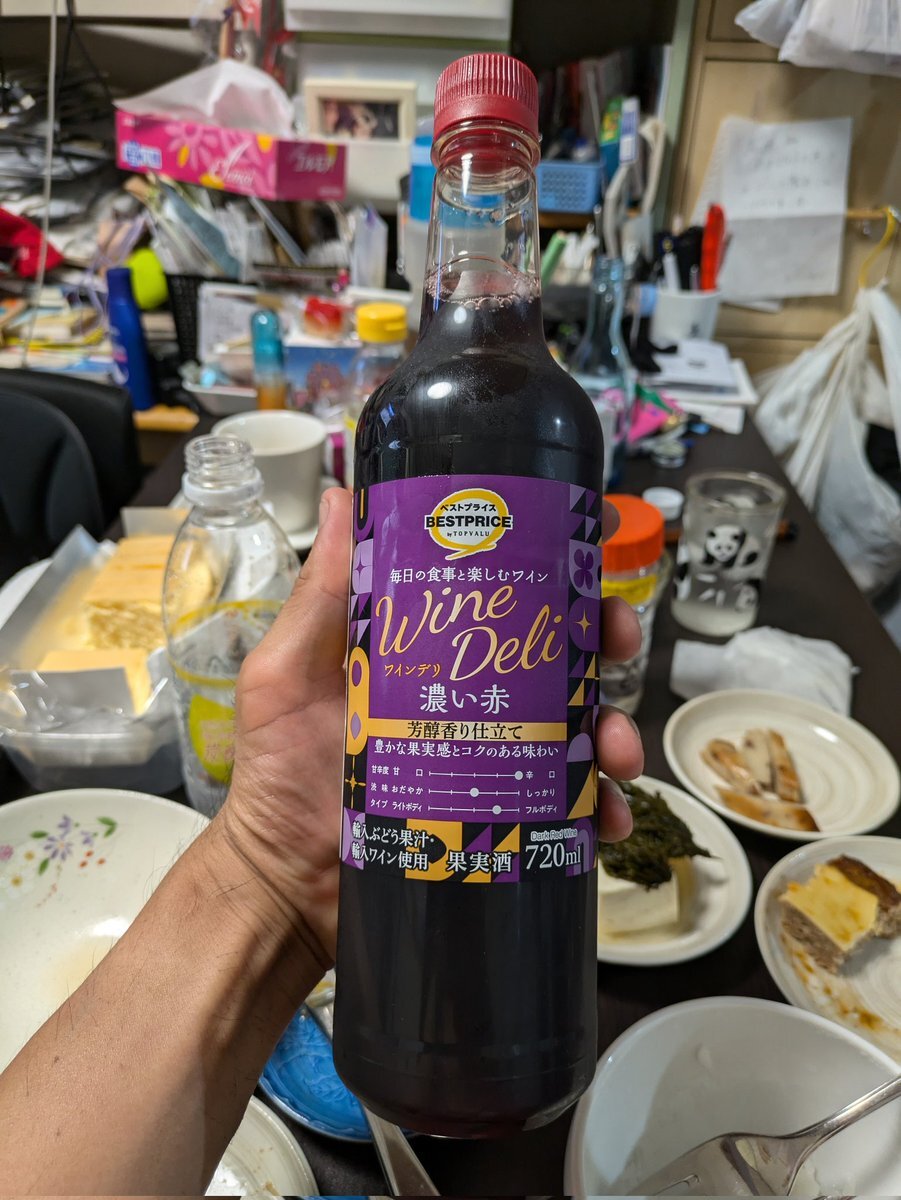 ベストプライス
BESTPRICE
by TOPVALU
毎日の食事と楽しむワイン
Wine
Deli
ワインデリ
濃い赤
芳醇香り仕立て
豊かな果実感とコクのある味わい
甘辛度 甘口 辛口
渋味 おだやか しっかり
タイプ ライトボディ フルボディ
輸入ぶどう果汁・
輸入ワイン使用 果実酒
Dark Red Wine
720ml